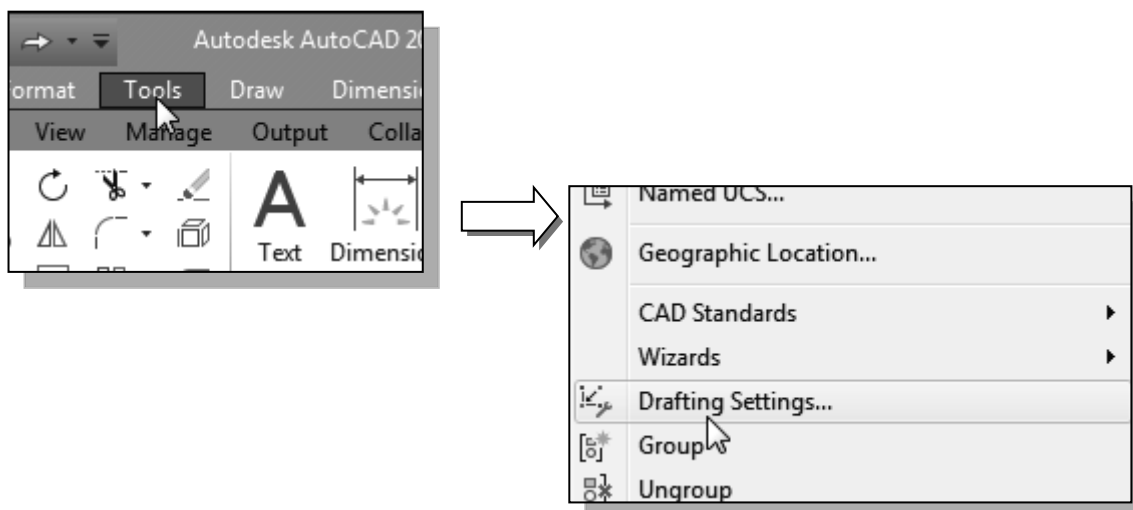 Autodesk AutoCAD 20
ormat Tools Draw Dimensi
View Manage Output Colla
A
Text Dimensio
Named UCS...
Geographic Location...
CAD Standards
Wizards
Drafting Settings...
Group
Ungroup